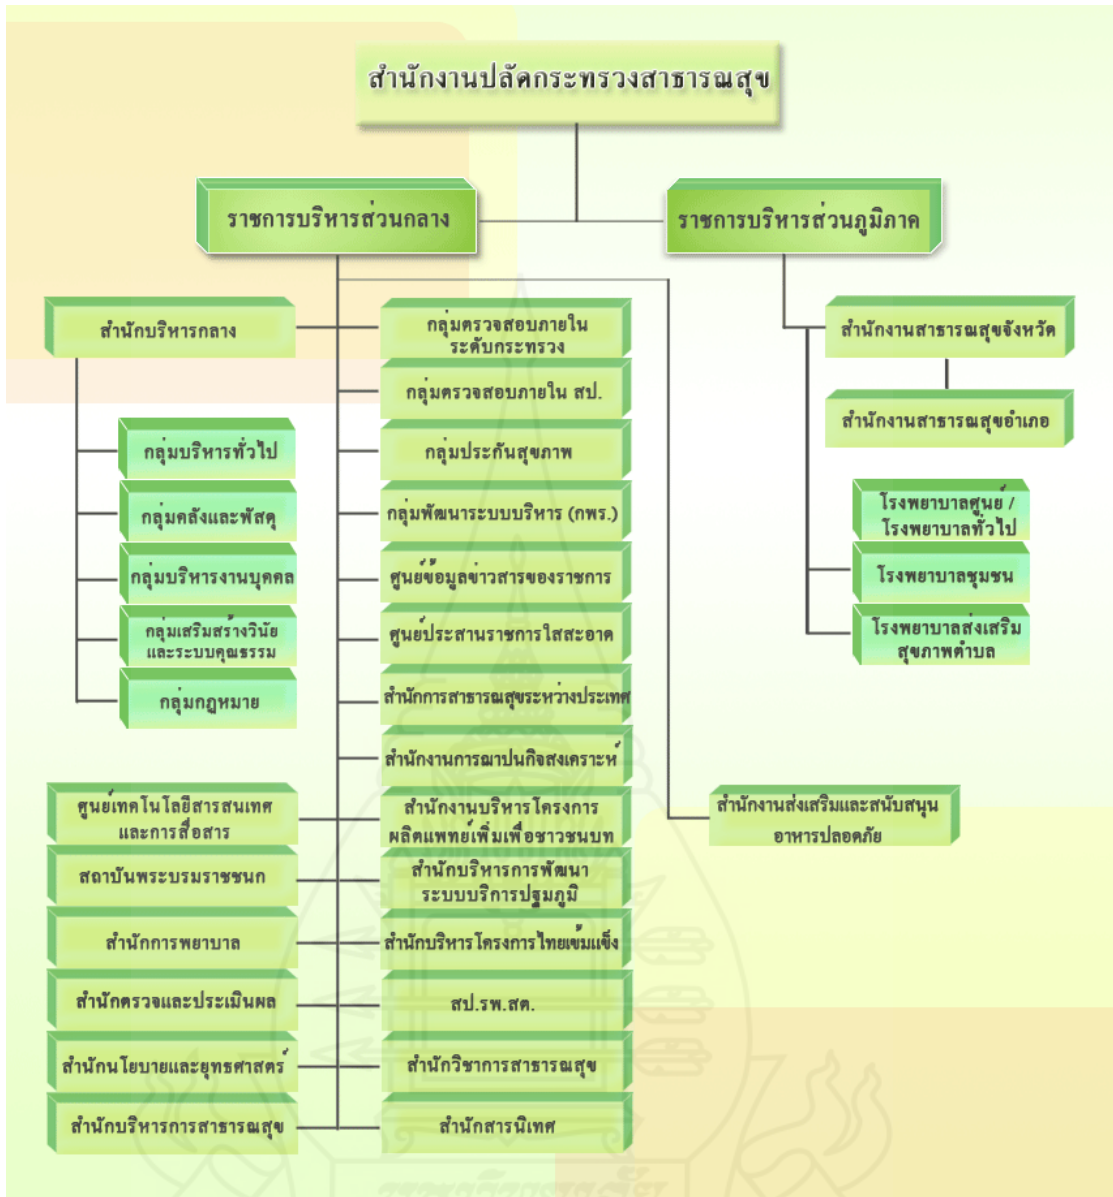 สำนักงานปลัดกระทรวงสาธารณสุข
ราชการบริหารส่วนกลาง
ราชการบริหารส่วนภูมิภาค
สำนักบริหารกลาง
กลุ่มบริหารทั่วไป
กลุ่มคลังและพัสดุ
กลุ่มบริหารงานบุคคล
กลุ่มเสริมสร้างวินัย
และระบบคุณธรรม
กลุ่มกฎหมาย
ศูนย์เทคโนโลยีสารสนเทศ
และการสื่อสาร
สถาบันพระบรมราชชนก
สำนักการพยาบาล
สำนักตรวจและประเมินผล
สำนักนโยบายและยุทธศาสตร์
สำนักบริหารการสาธารณสุข
กลุ่มตรวจสอบภายใน
ระดับกระทรวง
กลุ่มตรวจสอบภายใน สป.
กลุ่มประกันสุขภาพ
กลุ่มพัฒนาระบบบริหาร (กพร.)
ศูนย์ข้อมูลข่าวสารของราชการ
ศูนย์ประสานราชการใสสะอาด
สำนักการสาธารณสุขระหว่างประเทศ
สำนักงานการฌาปนกิจสงเคราะห์
สำนักงานบริหารโครงการ
ผลิตแพทย์เพิ่มเพื่อชาวชนบท
สำนักบริหารการพัฒนา
ระบบบริการปฐมภูมิ
สำนักบริหารโครงการไทยเข้มแข็ง
สป.รพ.สต.
สำนักวิชาการสาธารณสุข
สำนักสารนิเทศ
สำนักงานส่งเสริมและสนับสนุน
อาหารปลอดภัย
สำนักงานสาธารณสุขจังหวัด
สำนักงานสาธารณสุขอำเภอ
โรงพยาบาลศูนย์ /
โรงพยาบาลทั่วไป
โรงพยาบาลชุมชน
โรงพยาบาลส่งเสริม
สุขภาพตำบล